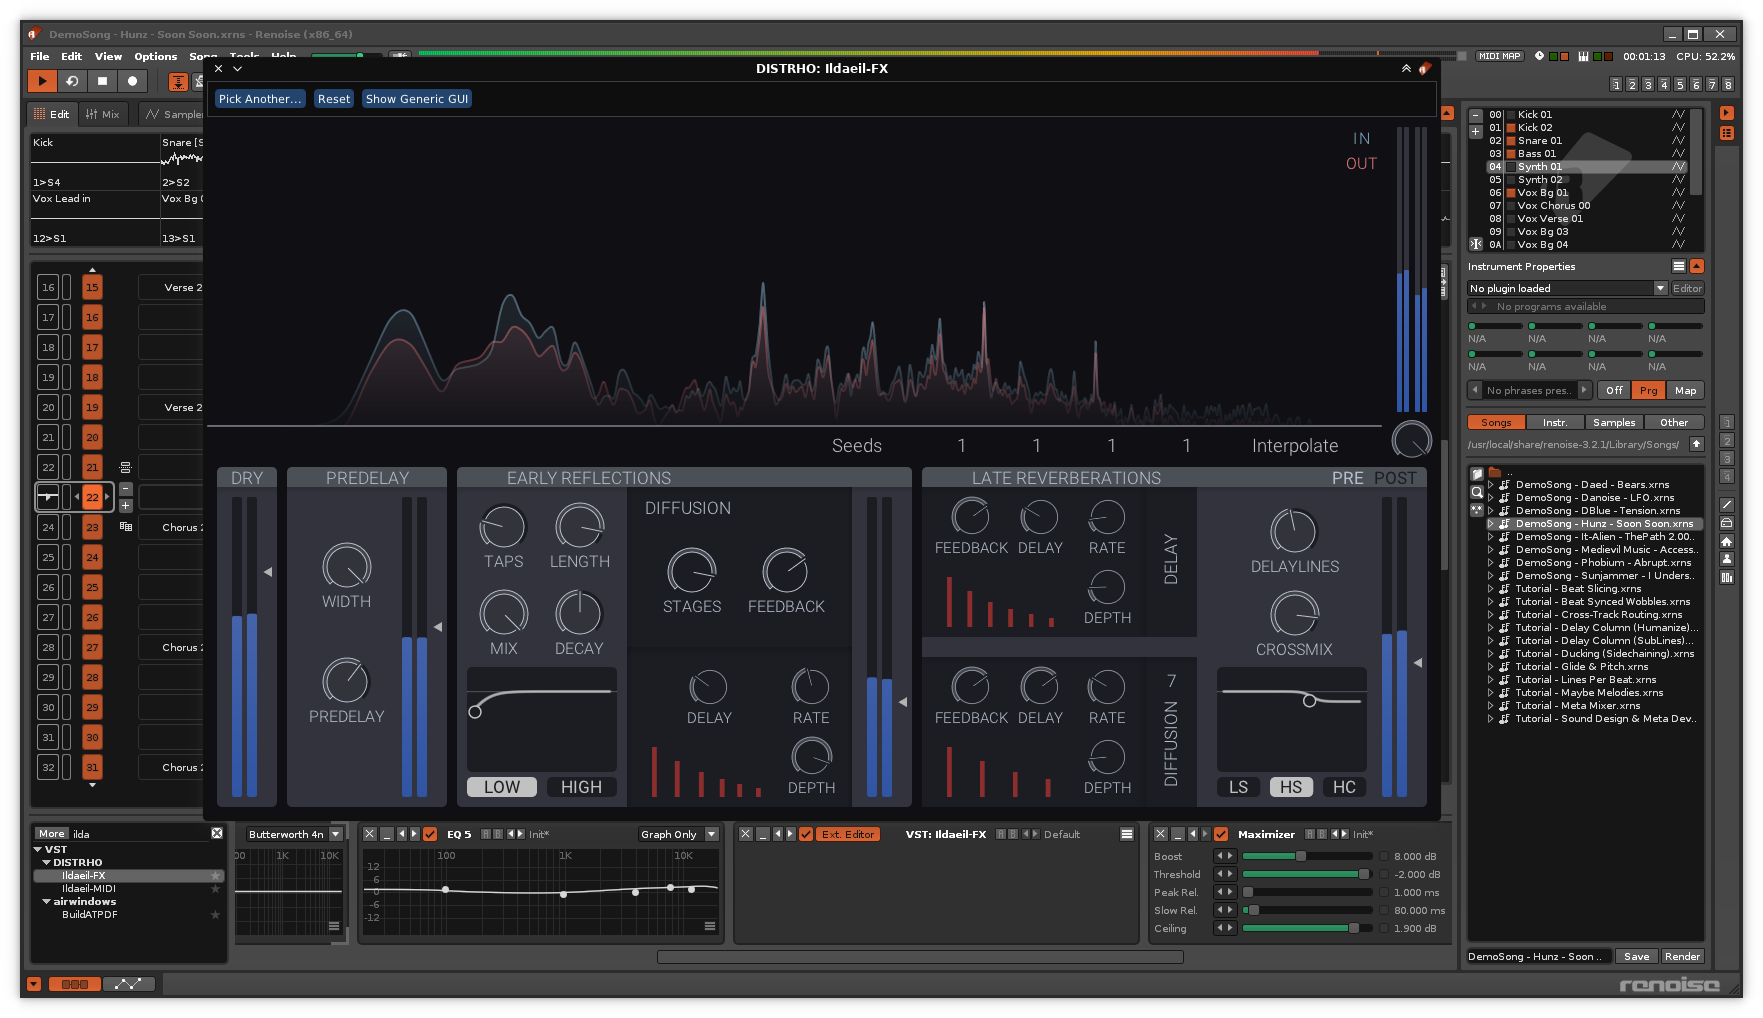 DemoSong - Hunz - Soon Soon.xrns - Renoise (x86_64)
File Edit View Options Song Tools
MIDI MAP
00:01:13 CPU: 52.2%
DISTRHO: Ildaeil-FX
Pick Another... Reset Show Generic GUI
1 2 3 4 5 6 7 8
Edit Mix Sampler
Kick Snare [S
1>S4 2>S2
Vox Lead in Vox Bg (
12>S1 13>S1
16 15 Verse 2
17 16
18 17
19 18
20 19 Verse 2
21 20
22 21
22
24 23 Chorus 2
25 24
26 25
27 26
28 27 Chorus 2
29 28
30 29
31 30
32 31 Chorus 2
IN
OUT
Seeds 1 1 1 1 Interpolate
DRY PREDELAY EARLY REFLECTIONS LATE REVERBERATIONS PRE POST
WIDTH
PREDELAY
TAPS LENGTH
MIX DECAY
LOW HIGH
DIFFUSION
STAGES FEEDBACK
DELAY RATE
DEPTH
FEEDBACK DELAY RATE
DEPTH
DELAY
FEEDBACK DELAY RATE
DEPTH
7
DIFFUSION
DELAYLINES
CROSSMIX
LS HS HC
00 Kick 01
01 Kick 02
02 Snare 01
03 Bass 01
04 Synth 01
05 Synth 02
06 Vox Bg 01
07 Vox Chorus 00
08 Vox Verse 01
09 Vox Bg 03
0A Vox Bg 04
Instrument Properties
No plugin loaded Editor
No programs available
N/A N/A N/A N/A
N/A N/A N/A N/A
No phrases pres.. Off Prg Map
Songs Instr. Samples Other
/usr/local/share/renoise-3.2.1/Library/Songs/
1
2
3
4
..
DemoSong - Daed - Bears.xrns
DemoSong - Danoise - LFO.xrns
DemoSong - DBlue - Tension.xrns
DemoSong - Hunz - Soon Soon.xrns
DemoSong - It-Alien - ThePath 2.00..
DemoSong - Medievil Music - Access..
DemoSong - Phobium - Abrupt.xrns
DemoSong - Sunjammer - I Unders..
Tutorial - Beat Slicing.xrns
Tutorial - Beat Synced Wobbles.xrns
Tutorial - Cross-Track Routing.xrns
Tutorial - Delay Column (Humanize)...
Tutorial - Delay Column (SubLines)...
Tutorial - Ducking (Sidechaining).xrns
Tutorial - Glide & Pitch.xrns
Tutorial - Lines Per Beat.xrns
Tutorial - Maybe Melodies.xrns
Tutorial - Meta Mixer.xrns
Tutorial - Sound Design & Meta Dev..
DemoSong - Hunz - Soon .. Save Render
More ilda
VST
DISTRHO
Ildaeil-FX
Ildaeil-MIDI
airwindows
BuildATPDF
Butterworth 4n
00 1K 10K
EQ 5 A B Init* Graph Only
100 1K 10K
12
6
0
-6
-12
Ext. Editor VST: Ildaeil-FX A B Default
Maximizer A B Init*
Boost 8.000 dB
Threshold -2.000 dB
Peak Rel. 1.000 ms
Slow Rel. 80.000 ms
Ceiling 1.900 dB
renoise